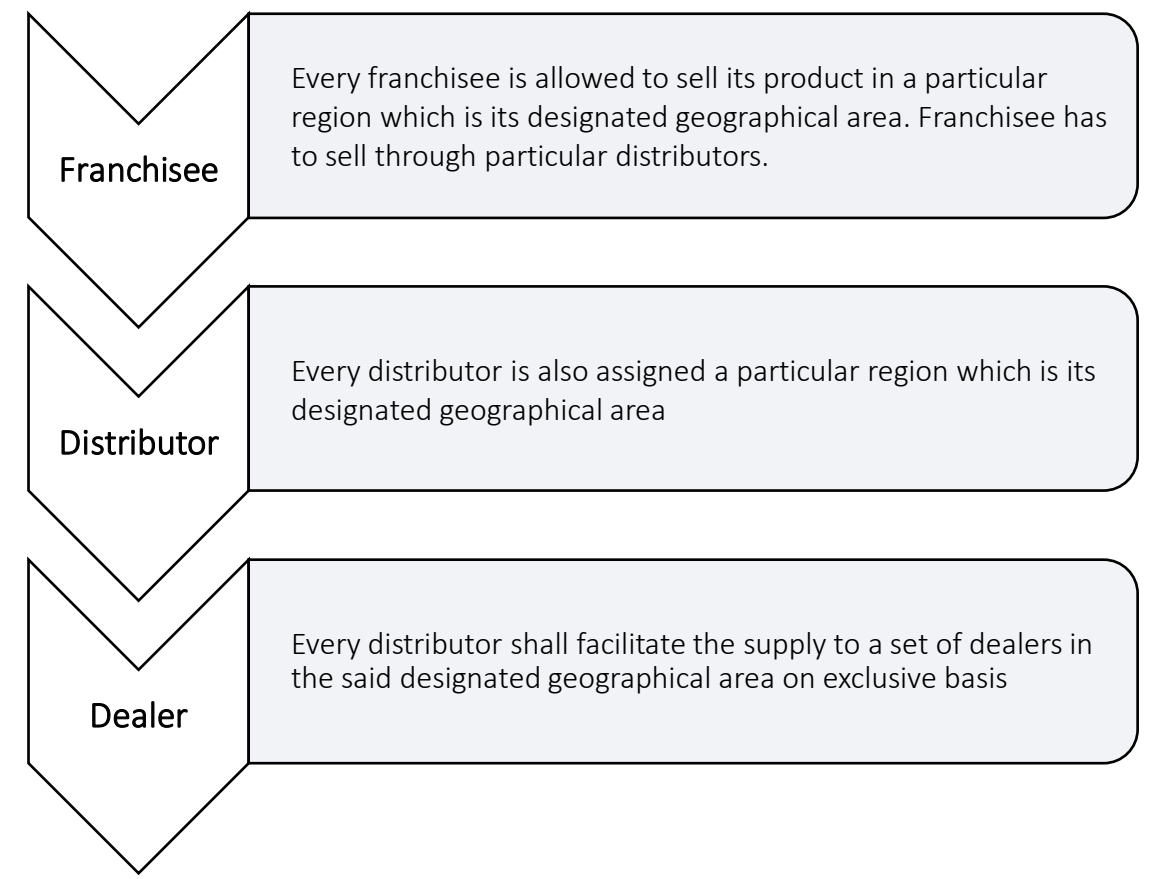 Franchisee
Every franchisee is allowed to sell its product in a particular
region which is its designated geographical area. Franchisee has
to sell through particular distributors.
Distributor
Every distributor is also assigned a particular region which is its
designated geographical area
Dealer
Every distributor shall facilitate the supply to a set of dealers in
the said designated geographical area on exclusive basis